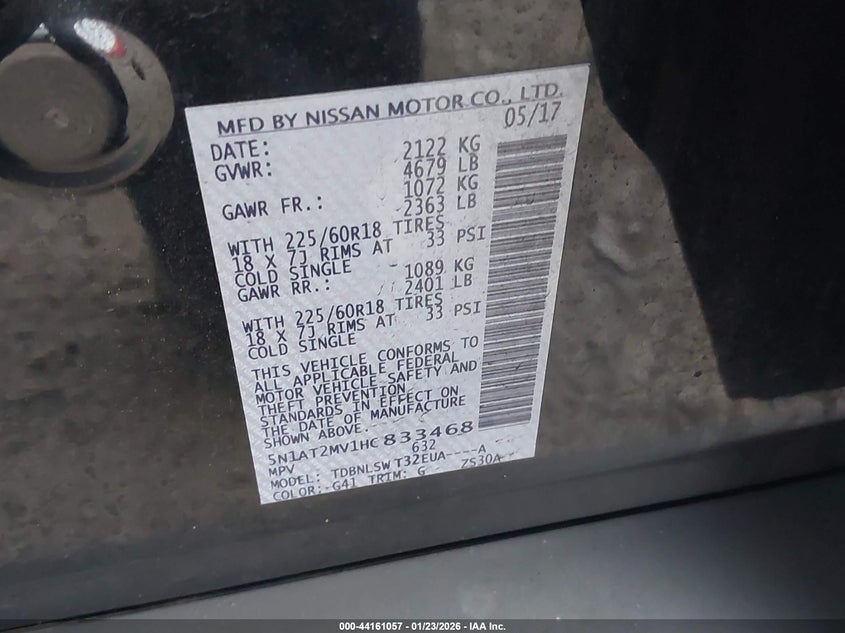 MFD BY NISSAN MOTOR CO., LTD.
DATE: 05/17
GVWR: 2122 KG
4679 LB
GAWR FR.: 1072 KG
2363 LB
WITH 225/60R18 TIRES
18 X 7J RIMS AT 33 PSI
COLD SINGLE
GAWR RR.: 1089 KG
2401 LB
WITH 225/60R18 TIRES
18 X 7J RIMS AT 33 PSI
COLD SINGLE
THIS VEHICLE CONFORMS TO
ALL APPLICABLE FEDERAL
MOTOR VEHICLE SAFETY AND
THEFT PREVENTION
STANDARDS IN EFFECT ON
THE DATE OF MANUFACTURE
SHOWN ABOVE.
5N1AT2MV1HC833468
MPV 632
MODEL: TDBNLSW T32EUA----A
COLOR: G41 TRIM: G ZS30A
000-44161057 - 01/23/2026 - IAA Inc.